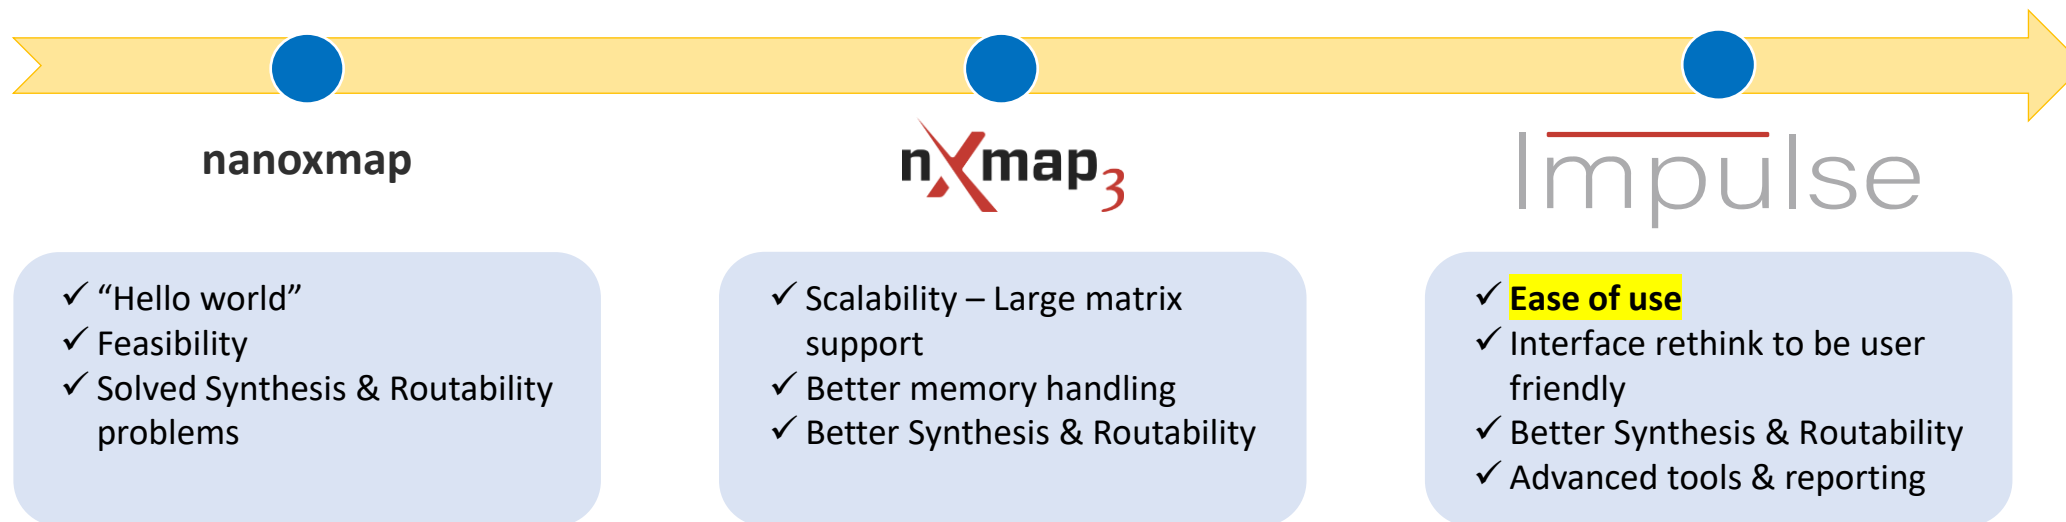 nanoxmap
nXmap3
Impulse
✓ “Hello world”
✓ Feasibility
✓ Solved Synthesis & Routability
problems
✓ Scalability – Large matrix
support
✓ Better memory handling
✓ Better Synthesis & Routability
✓ Ease of use
✓ Interface rethink to be user
friendly
✓ Better Synthesis & Routability
✓ Advanced tools & reporting